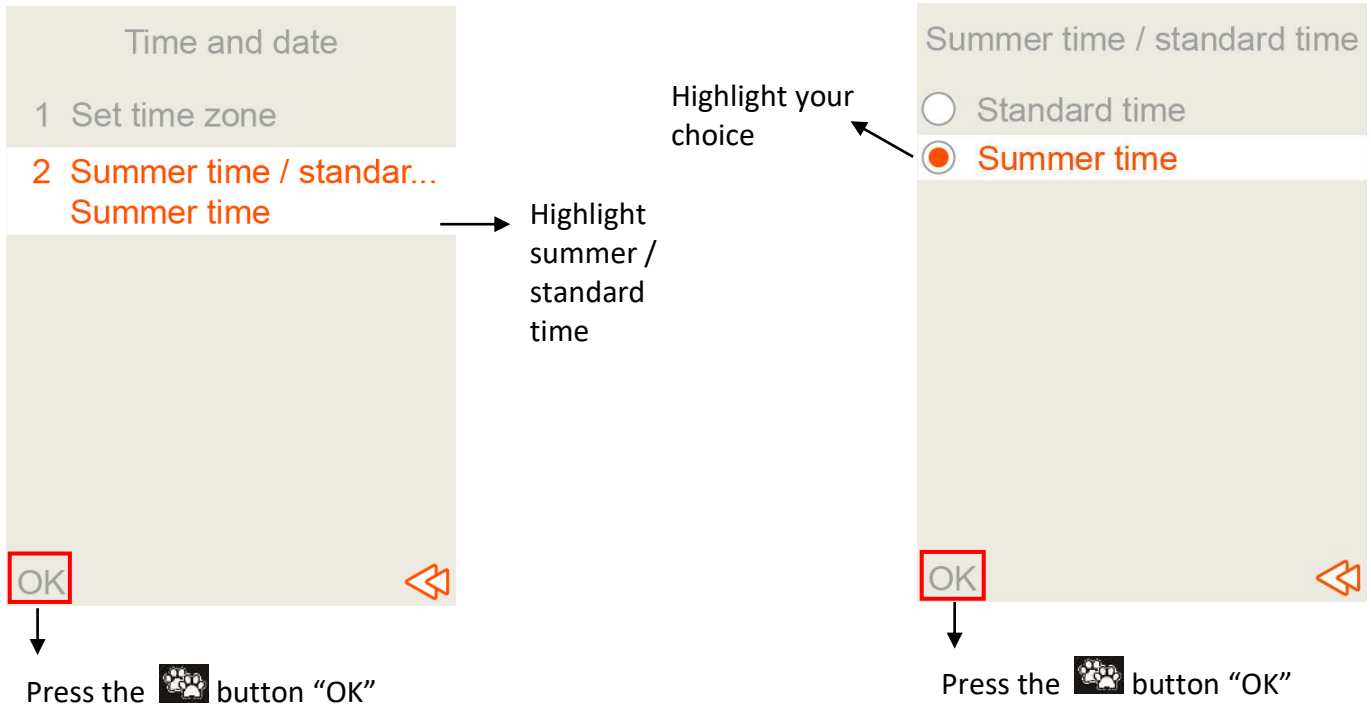 Time and date
1 Set time zone
2 Summer time / standar...
Summer time
Highlight
summer /
standard
time
OK
Press the button “OK”
Summer time / standard time
Highlight your
choice
Standard time
Summer time
OK
Press the button “OK”